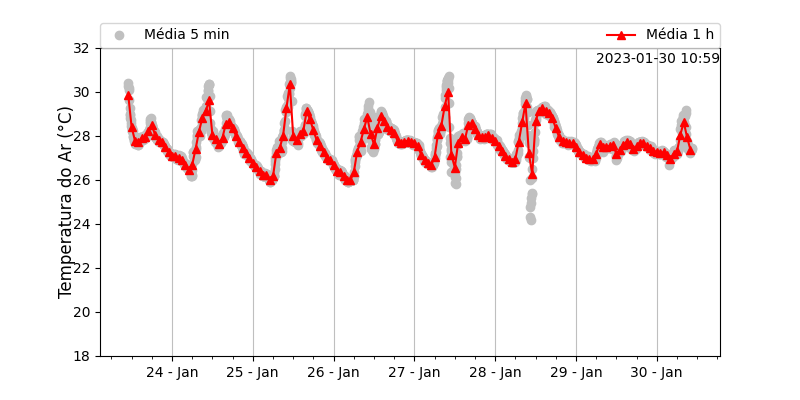 Média 5 min
Média 1 h
2023-01-30 10:59
Temperatura do Ar (°C)
32
30
28
26
24
22
20
18
24 - Jan
25 - Jan
26 - Jan
27 - Jan
28 - Jan
29 - Jan
30 - Jan